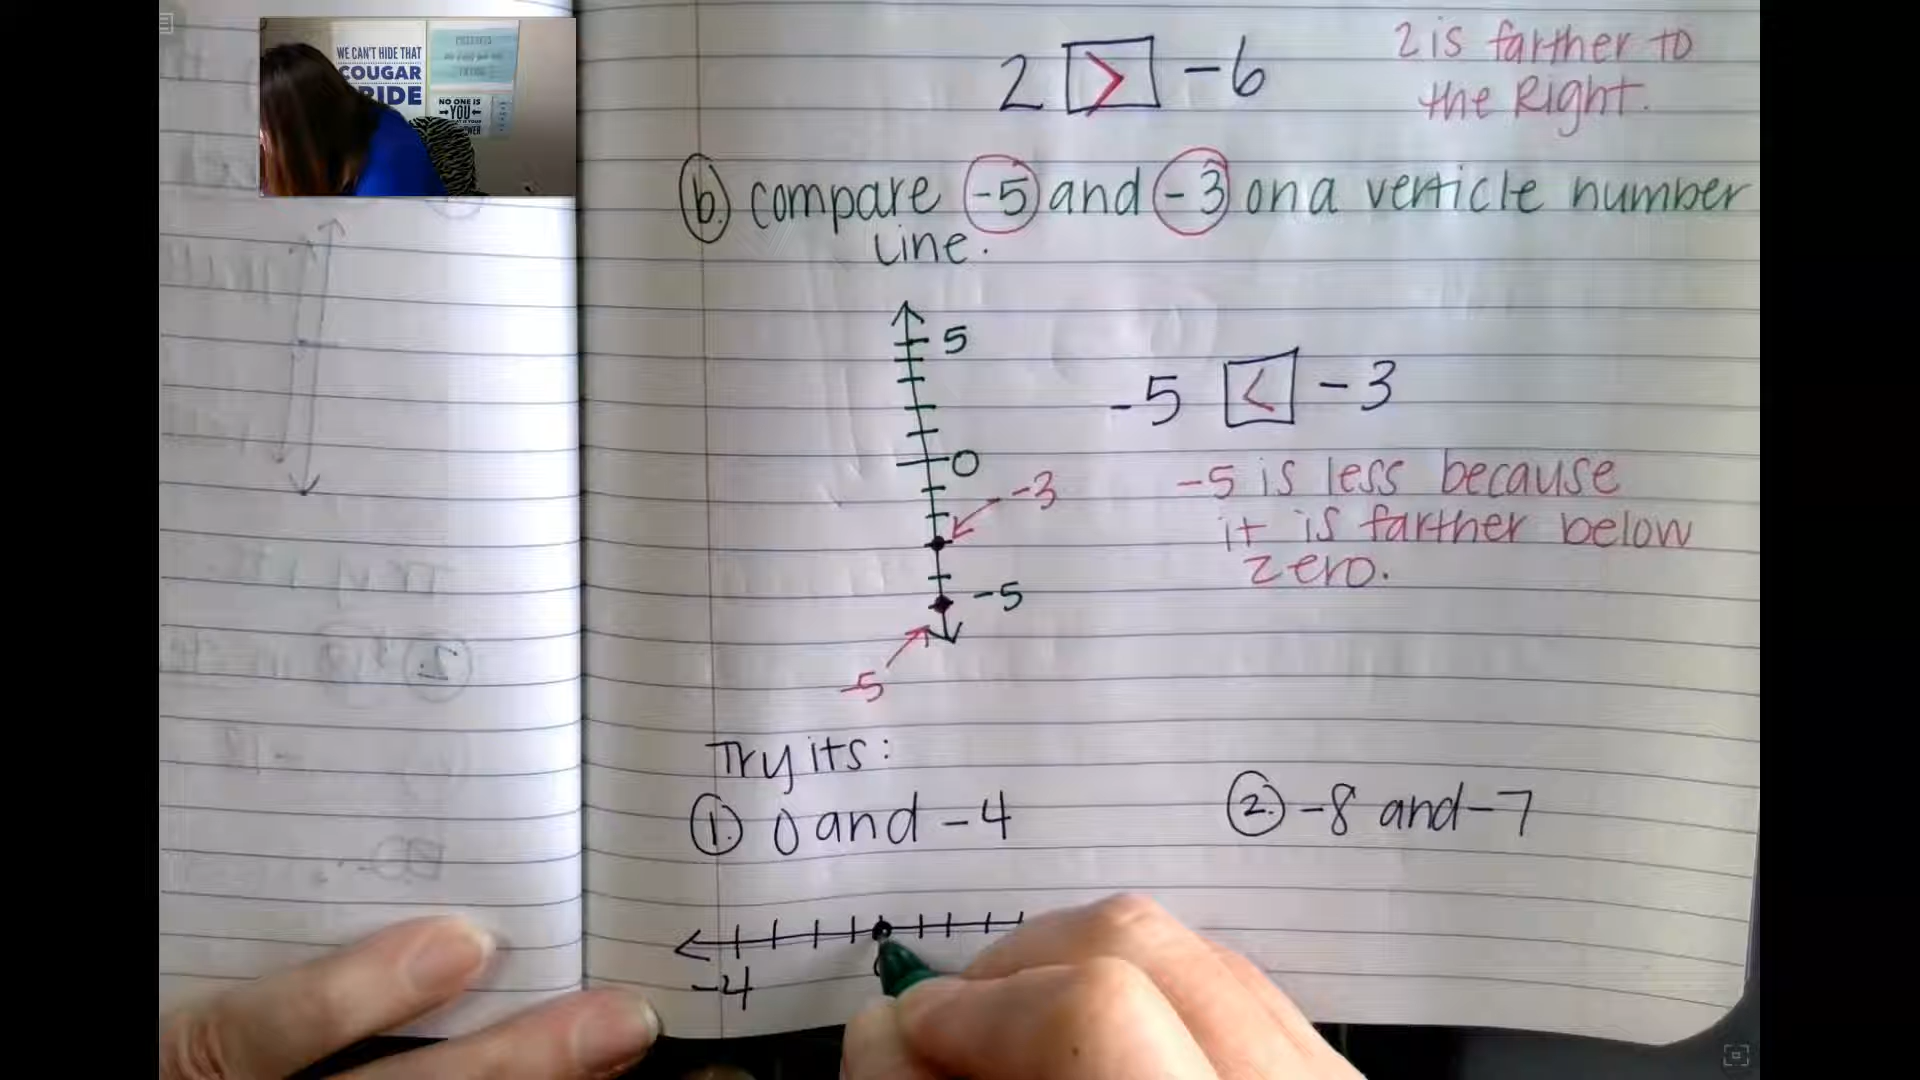 WE CAN'T HIDE THAT
COUGAR
PRIDE
NO ONE IS
YOU
2 > -6
2 is farther to
the Right.
b. compare -5 and -3 on a verticle number
Line.
5
0
-3
-5
-5
-5 < -3
-5 is less because
it is farther below
zero.
Try its:
1. 0 and -4
2. -8 and -7
-4